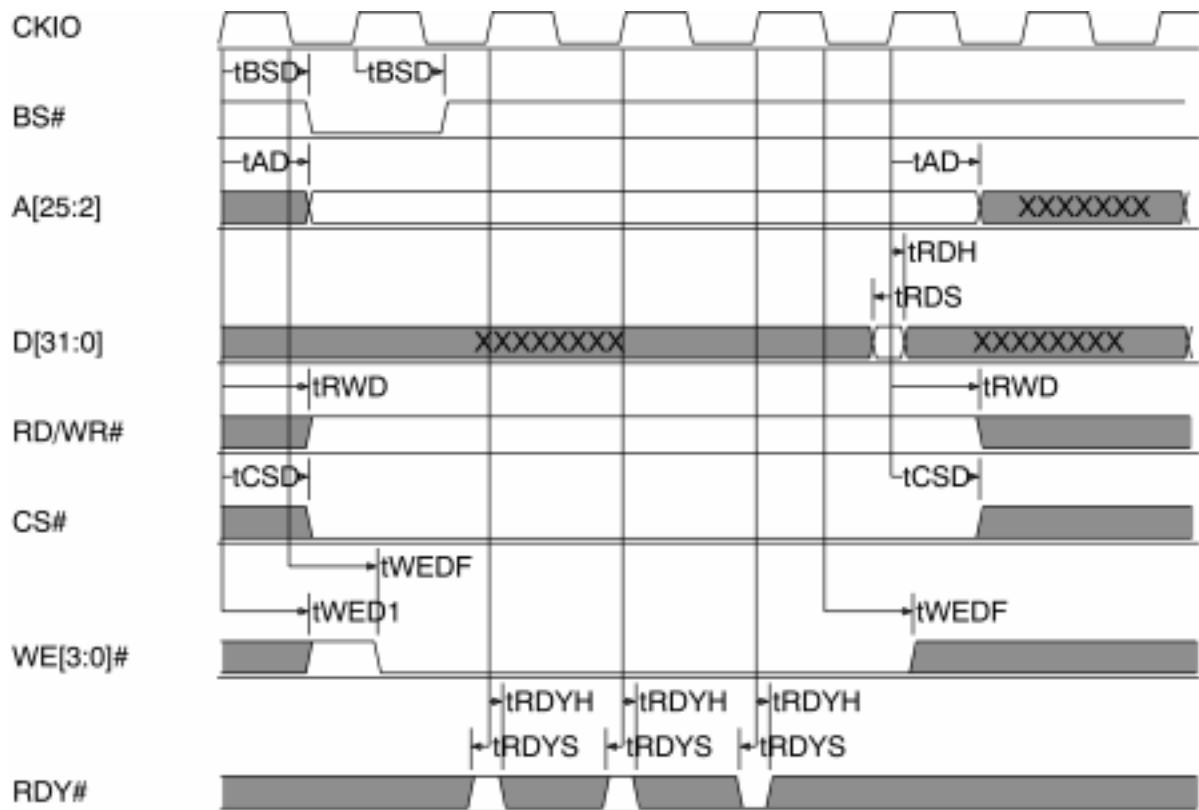 CKIO
tBSD tBSD
BS#
tAD tAD
A[25:2] XXXXXXX
tRDH
tRDS
D[31:0] XXXXXXXX XXXXXXXX
tRWD tRWD
RD/WR#
tCSD tCSD
CS#
tWEDF
tWED1 tWEDF
WE[3:0]#
tRDYH tRDYH tRDYH
tRDYS tRDYS tRDYS
RDY#